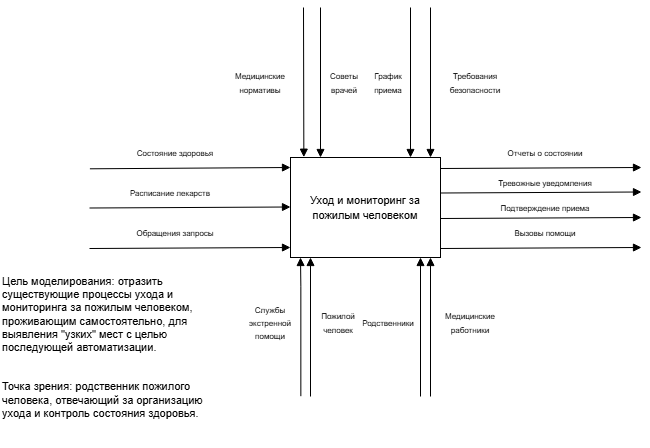 Медицинские
нормативы
Советы
врачей
График
приема
Требования
безопасности
Состояние здоровья
Расписание лекарств
Обращения запросы
Уход и мониторинг за
пожилым человеком
Отчеты о состоянии
Тревожные уведомления
Подтверждение приема
Вызовы помощи
Службы
экстренной
помощи
Пожилой
человек
Родственники
Медицинские
работники
Цель моделирования: отразить
существующие процессы ухода и
мониторинга за пожилым человеком,
проживающим самостоятельно, для
выявления "узких" мест с целью
последующей автоматизации.
Точка зрения: родственник пожилого
человека, отвечающий за организацию
ухода и контроль состояния здоровья.